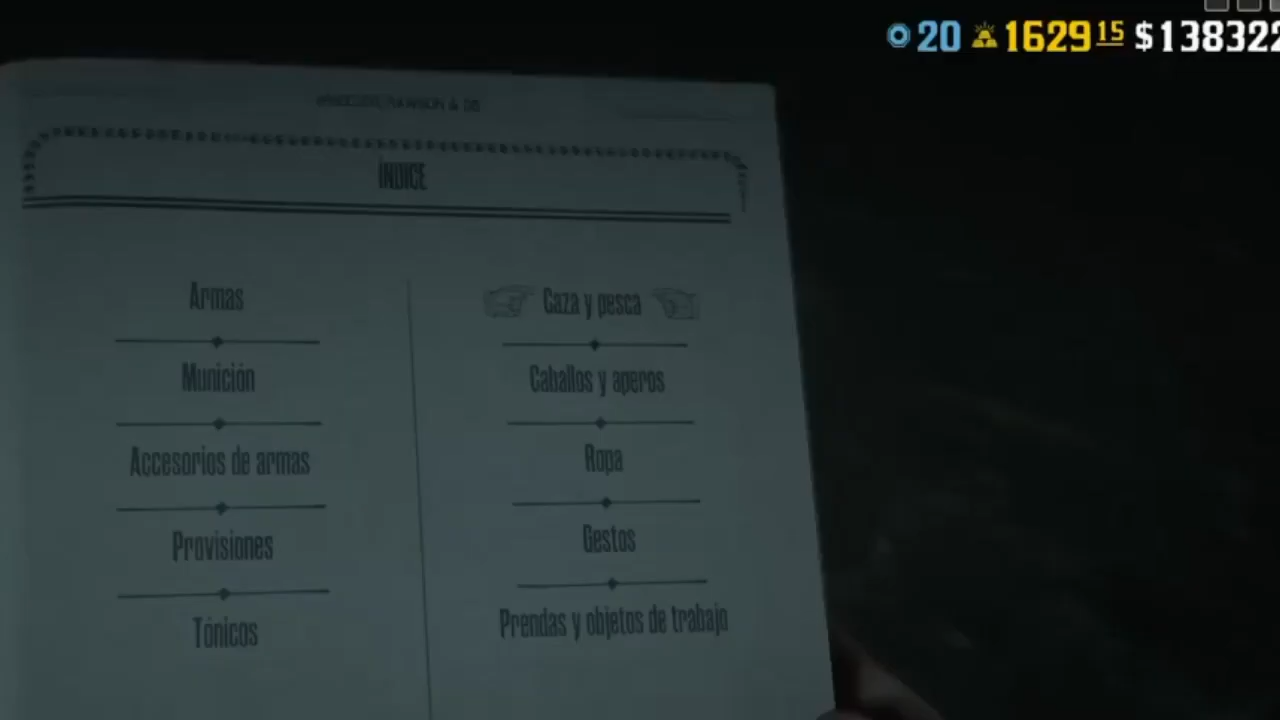 20 1629 15 $138322
ÍNDICE
Armas
Munición
Accesorios de armas
Provisiones
Tónicos
Caza y pesca
Caballos y aperos
Ropa
Gestos
Prendas y objetos de trabajo